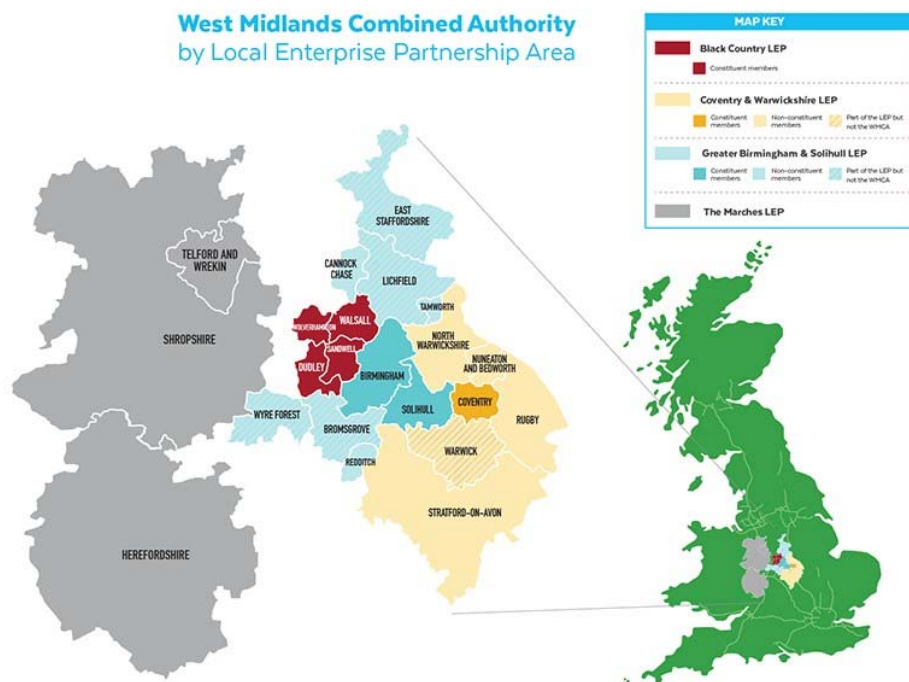 West Midlands Combined Authority
by Local Enterprise Partnership Area
MAP KEY
Black Country LEP
Constituent members
Coventry & Warwickshire LEP
Constituent members
Non-constituent members
Part of the LEP but not the WMCA
Greater Birmingham & Solihull LEP
Constituent members
Non-constituent members
Part of the LEP but not the WMCA
The Marches LEP
EAST
STAFFORDSHIRE
TELFORD AND
WREKIN
CANNOCK
CHASE
LICHFIELD
TAMWORTH
WOLVERHAMPTON
WALSALL
SHROPSHIRE
SANDWELL
NORTH
WARWICKSHIRE
DUDLEY
NUNEATON
AND BEDWORTH
BIRMINGHAM
COVENTRY
WYRE FOREST
SOLIHULL
RUGBY
BROMSGROVE
WARWICK
REDDITCH
STRATFORD-ON-AVON
HEREFORDSHIRE